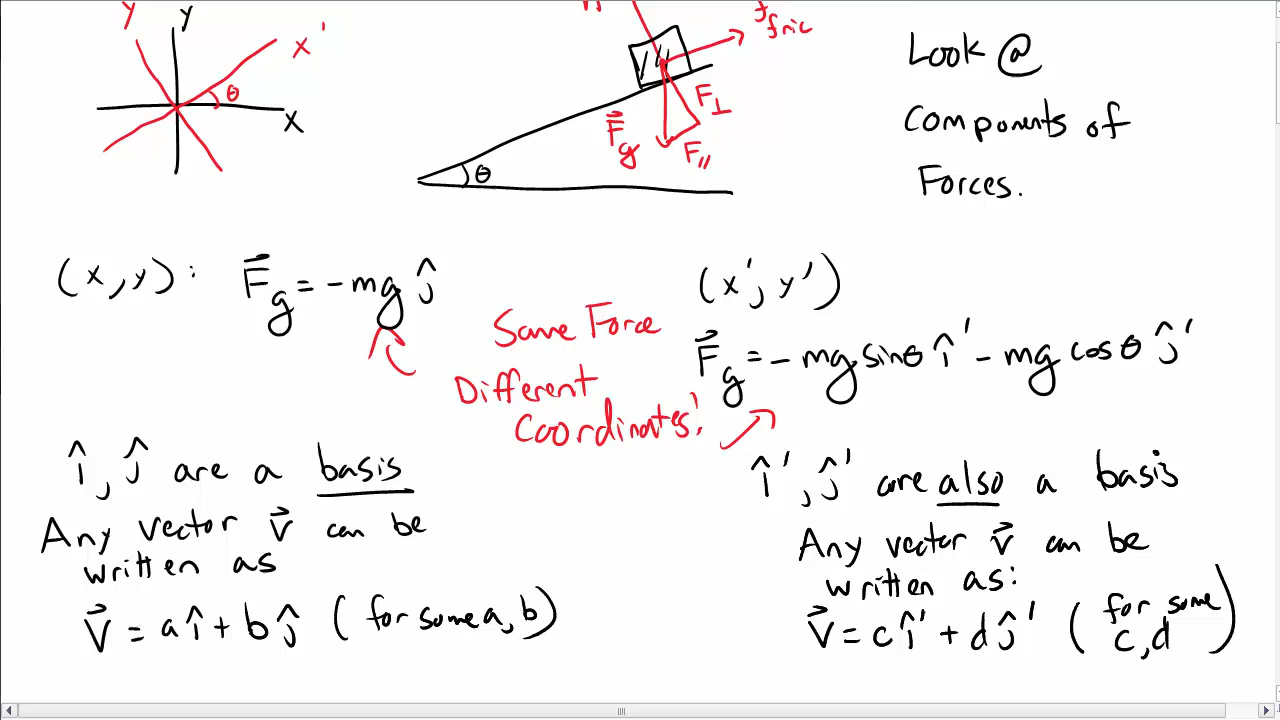 y
y
x'
θ
x
f fric
F⊥
F⃗g
F//
θ
Look @
components of
Forces.
(x,y): F⃗g = -mg ĵ
Same Force
Different
Coordinates!
(x', y')
F⃗g = - mg sinθ î' - mg cosθ ĵ'
î, ĵ are a basis
Any vector v⃗ can be
written as
v⃗ = a î + b ĵ (for some a, b)
î', ĵ' are also a basis
Any vector v⃗ can be
written as:
v⃗ = c î' + d ĵ' (for some
c, d)